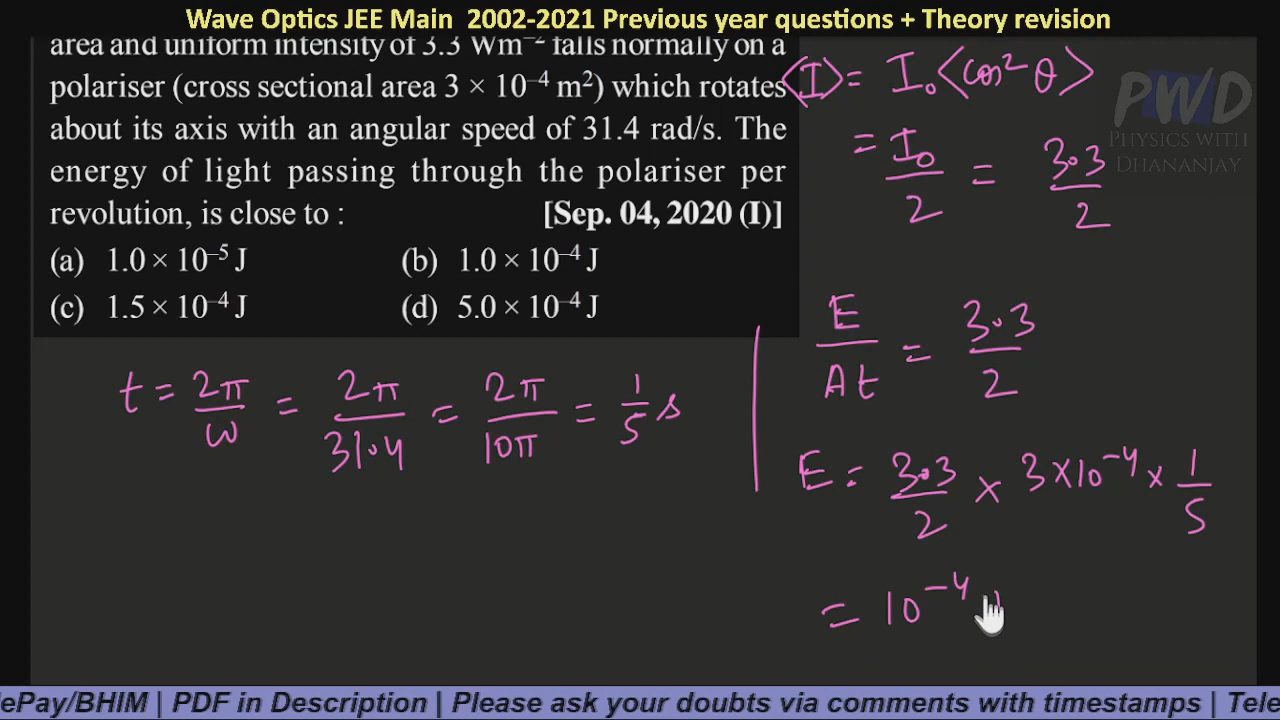 Wave Optics JEE Main 2002-2021 Previous year questions + Theory revision
area and uniform intensity of 3.3 Wm⁻² falls normally on a
polariser (cross sectional area 3 × 10⁻⁴ m²) which rotates
about its axis with an angular speed of 31.4 rad/s. The
energy of light passing through the polariser per
revolution, is close to : [Sep. 04, 2020 (I)]
(a) 1.0 × 10⁻⁵ J (b) 1.0 × 10⁻⁴ J
(c) 1.5 × 10⁻⁴ J (d) 5.0 × 10⁻⁴ J
⟨I⟩ = I₀⟨cos² θ⟩
= I₀/2 = 3.3/2
PWD
PHYSICS WITH
DHANANJAY
t = 2π/ω = 2π/31.4 = 2π/10π = 1/5 s
E/At = 3.3/2
E = 3.3/2 × 3×10⁻⁴ × 1/5
= 10⁻⁴
ePay/BHIM | PDF in Description | Please ask your doubts via comments with timestamps | Tele